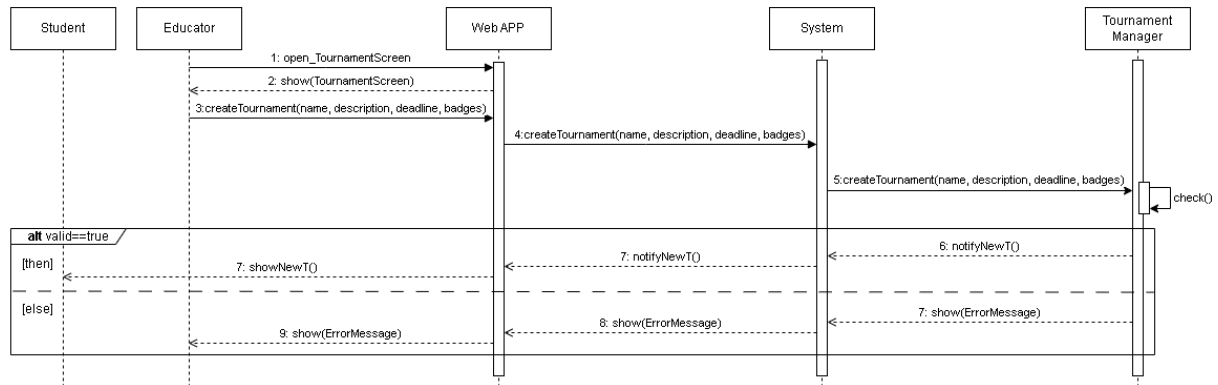 Student
Educator
Web APP
System
Tournament
Manager
1: open_TournamentScreen
2: show(TournamentScreen)
3:createTournament(name, description, deadline, badges)
4:createTournament(name, description, deadline, badges)
5:createTournament(name, description, deadline, badges)
check()
alt valid==true
[then]
6: notifyNewT()
7: notifyNewT()
7: showNewT()
[else]
7: show(ErrorMessage)
8: show(ErrorMessage)
9: show(ErrorMessage)